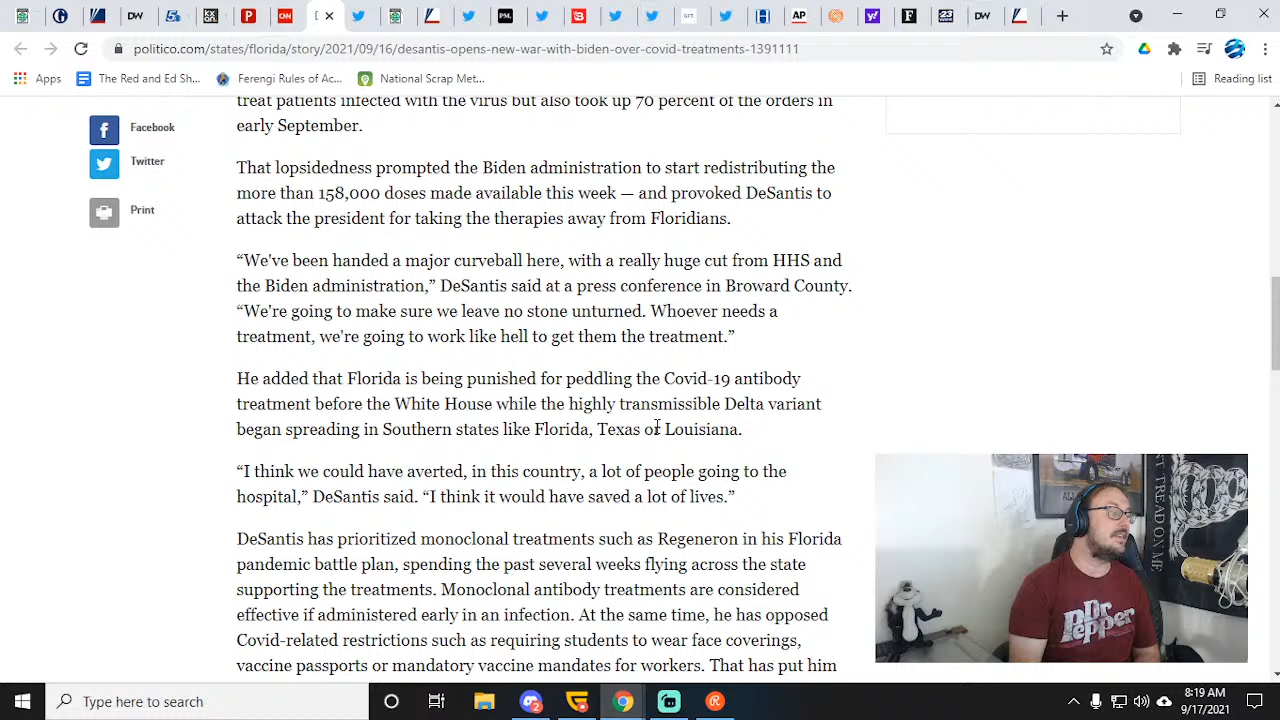 politico.com/states/florida/story/2021/09/16/desantis-opens-new-war-with-biden-over-covid-treatments-1391111
Apps
The Red and Ed Sh...
Ferengi Rules of Ac...
National Scrap Met...
Reading list
Facebook
Twitter
Print
treat patients infected with the virus but also took up 70 percent of the orders in
early September.
That lopsidedness prompted the Biden administration to start redistributing the
more than 158,000 doses made available this week — and provoked DeSantis to
attack the president for taking the therapies away from Floridians.
“We've been handed a major curveball here, with a really huge cut from HHS and
the Biden administration,” DeSantis said at a press conference in Broward County.
“We're going to make sure we leave no stone unturned. Whoever needs a
treatment, we're going to work like hell to get them the treatment.”
He added that Florida is being punished for peddling the Covid-19 antibody
treatment before the White House while the highly transmissible Delta variant
began spreading in Southern states like Florida, Texas or Louisiana.
“I think we could have averted, in this country, a lot of people going to the
hospital,” DeSantis said. “I think it would have saved a lot of lives.”
DeSantis has prioritized monoclonal treatments such as Regeneron in his Florida
pandemic battle plan, spending the past several weeks flying across the state
supporting the treatments. Monoclonal antibody treatments are considered
effective if administered early in an infection. At the same time, he has opposed
Covid-related restrictions such as requiring students to wear face coverings,
vaccine passports or mandatory vaccine mandates for workers. That has put him
Dr
Pepper
TREAD ON ME
Type here to search
8:19 AM
9/17/2021